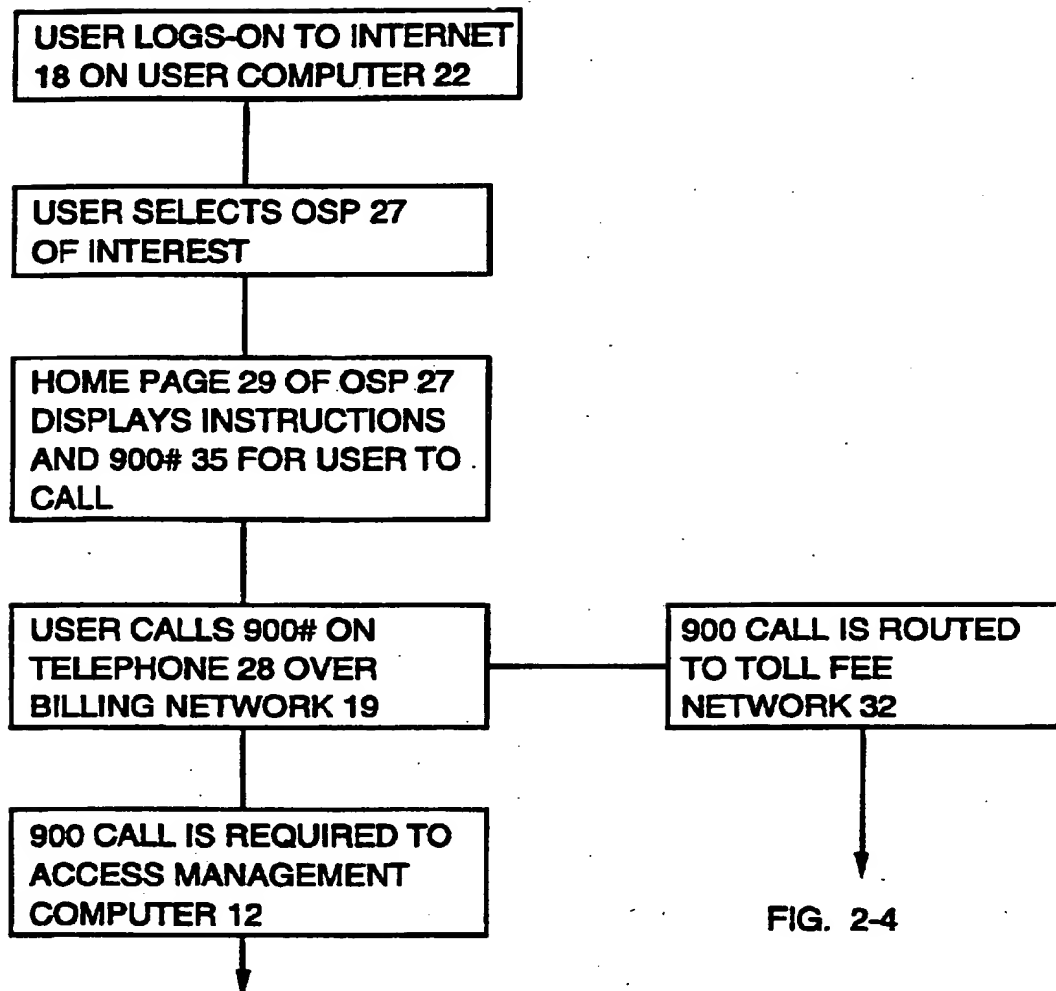 USER LOGS-ON TO INTERNET
18 ON USER COMPUTER 22
USER SELECTS OSP 27
OF INTEREST
HOME PAGE 29 OF OSP 27
DISPLAYS INSTRUCTIONS
AND 900# 35 FOR USER TO
CALL
USER CALLS 900# ON
TELEPHONE 28 OVER
BILLING NETWORK 19
900 CALL IS ROUTED
TO TOLL FEE
NETWORK 32
900 CALL IS REQUIRED TO
ACCESS MANAGEMENT
COMPUTER 12
FIG. 2-4